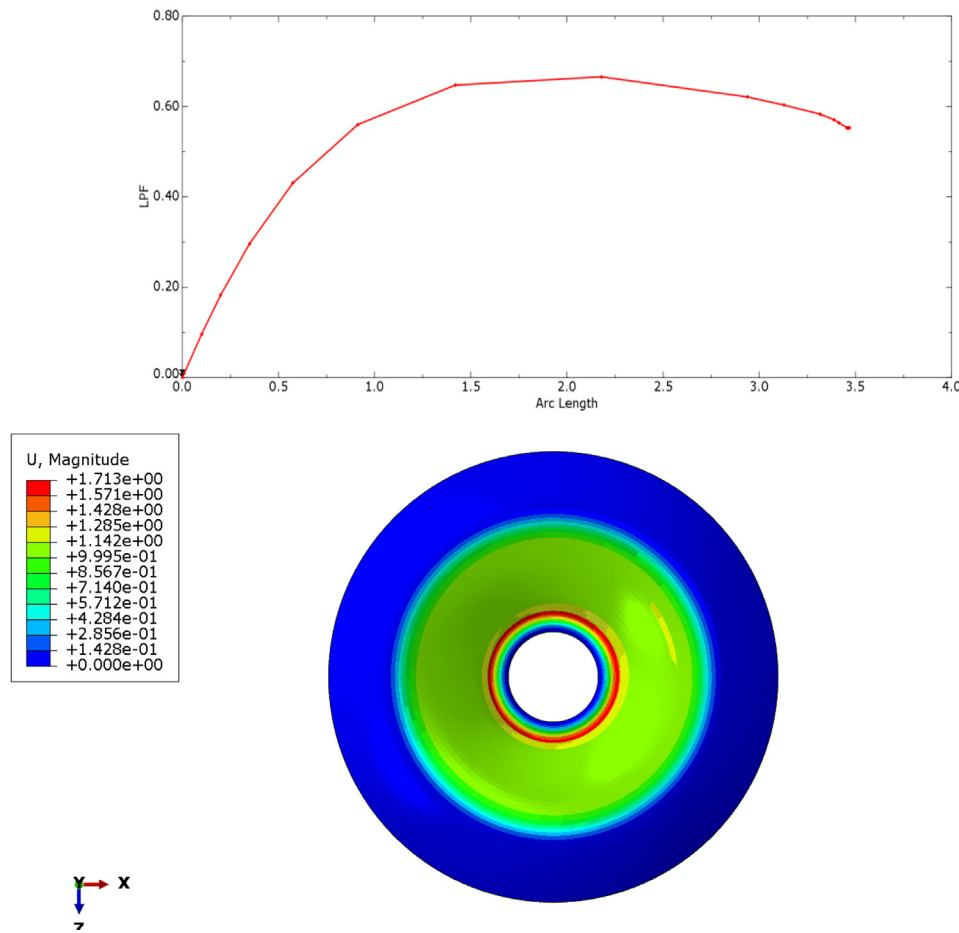 0.80
0.60
LPF
0.40
0.20
0.00
0.0 0.5 1.0 1.5 2.0 2.5 3.0 3.5 4.0
Arc Length
U, Magnitude
+1.713e+00
+1.571e+00
+1.428e+00
+1.285e+00
+1.142e+00
+9.995e-01
+8.567e-01
+7.140e-01
+5.712e-01
+4.284e-01
+2.856e-01
+1.428e-01
+0.000e+00
Y X
Z